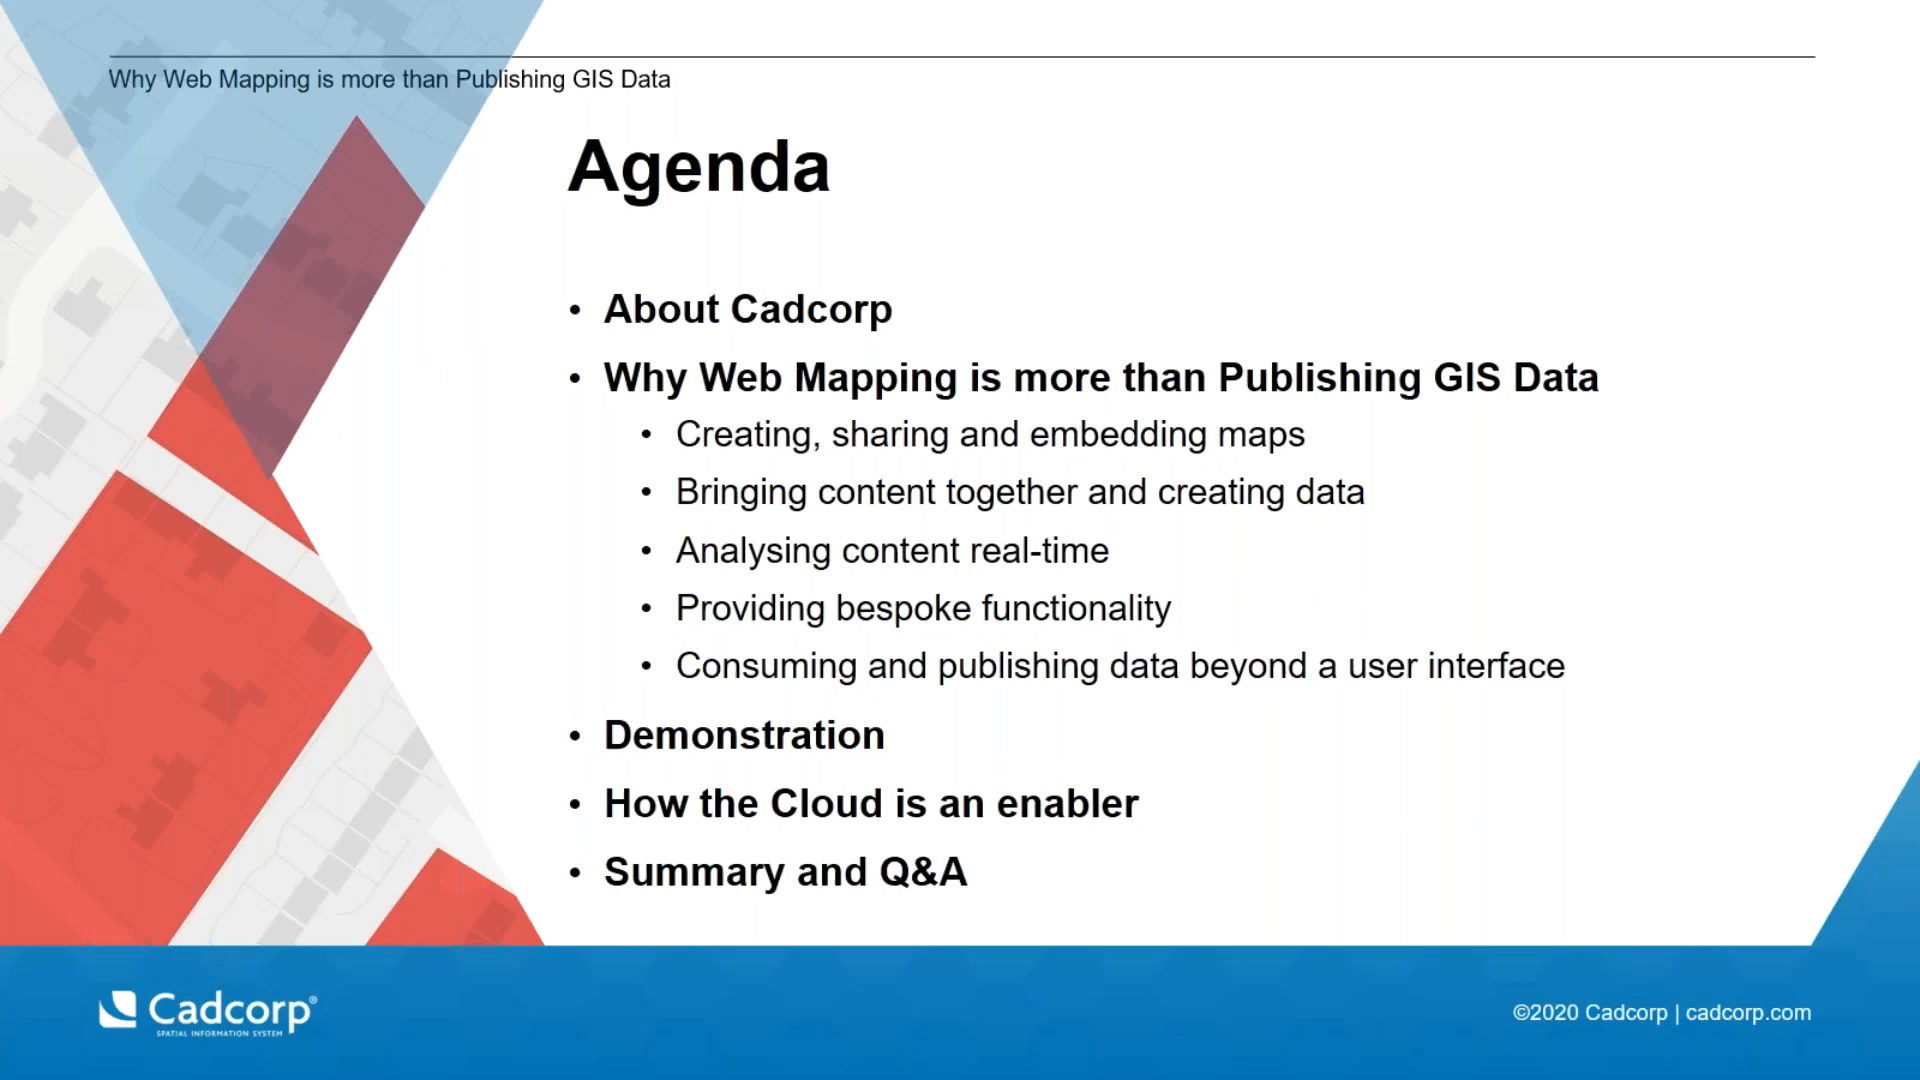 Why Web Mapping is more than Publishing GIS Data
Agenda
• About Cadcorp
• Why Web Mapping is more than Publishing GIS Data
• Creating, sharing and embedding maps
• Bringing content together and creating data
• Analysing content real-time
• Providing bespoke functionality
• Consuming and publishing data beyond a user interface
• Demonstration
• How the Cloud is an enabler
• Summary and Q&A
Cadcorp®
SPATIAL INFORMATION SYSTEM
©2020 Cadcorp | cadcorp.com